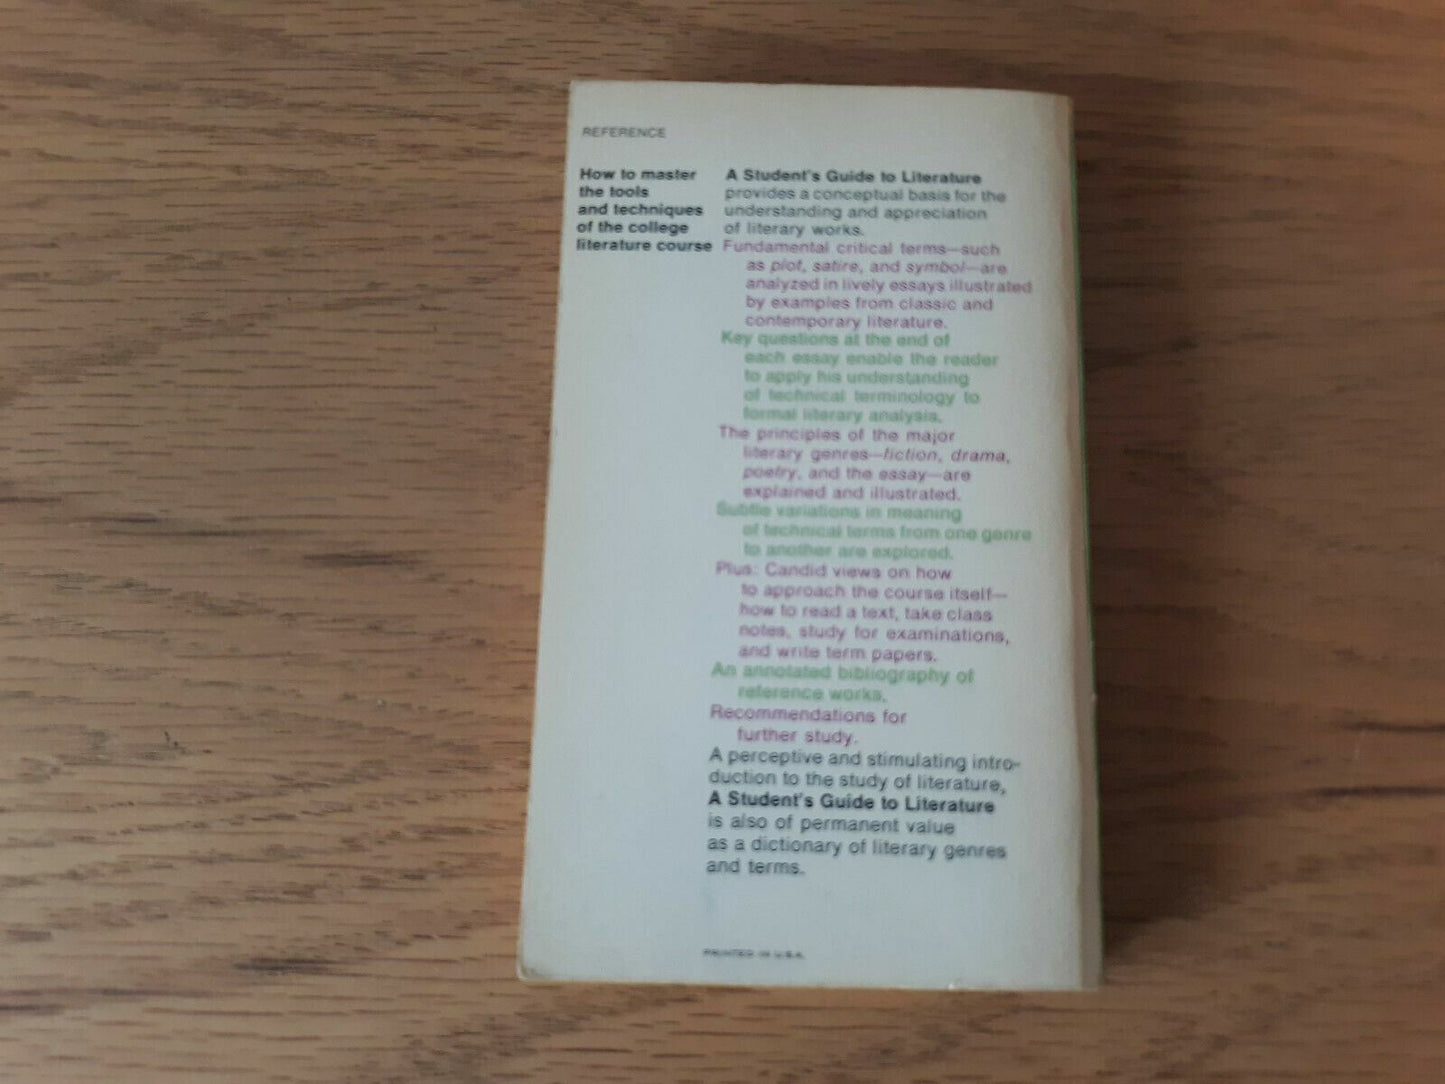 REFERENCE
How to master
the tools
and techniques
of the college
literature course
A Student's Guide to Literature
provides a conceptual basis for the
understanding and appreciation
of literary works.
Fundamental critical terms—such
as plot, satire, and symbol—are
analyzed in lively essays illustrated
by examples from classic and
contemporary literature.
Key questions at the end of
each essay enable the reader
to apply his understanding
of technical terminology to
formal literary analysis.
The principles of the major
literary genres—fiction, drama,
poetry, and the essay—are
explained and illustrated.
Subtle variations in meaning
of technical terms from one genre
to another are explored.
Plus: Candid views on how
to approach the course itself—
how to read a text, take class
notes, study for examinations,
and write term papers.
An annotated bibliography of
reference works.
Recommendations for
further study.
A perceptive and stimulating intro-
duction to the study of literature,
A Student's Guide to Literature
is also of permanent value
as a dictionary of literary genres
and terms.
PRINTED IN U.S.A.